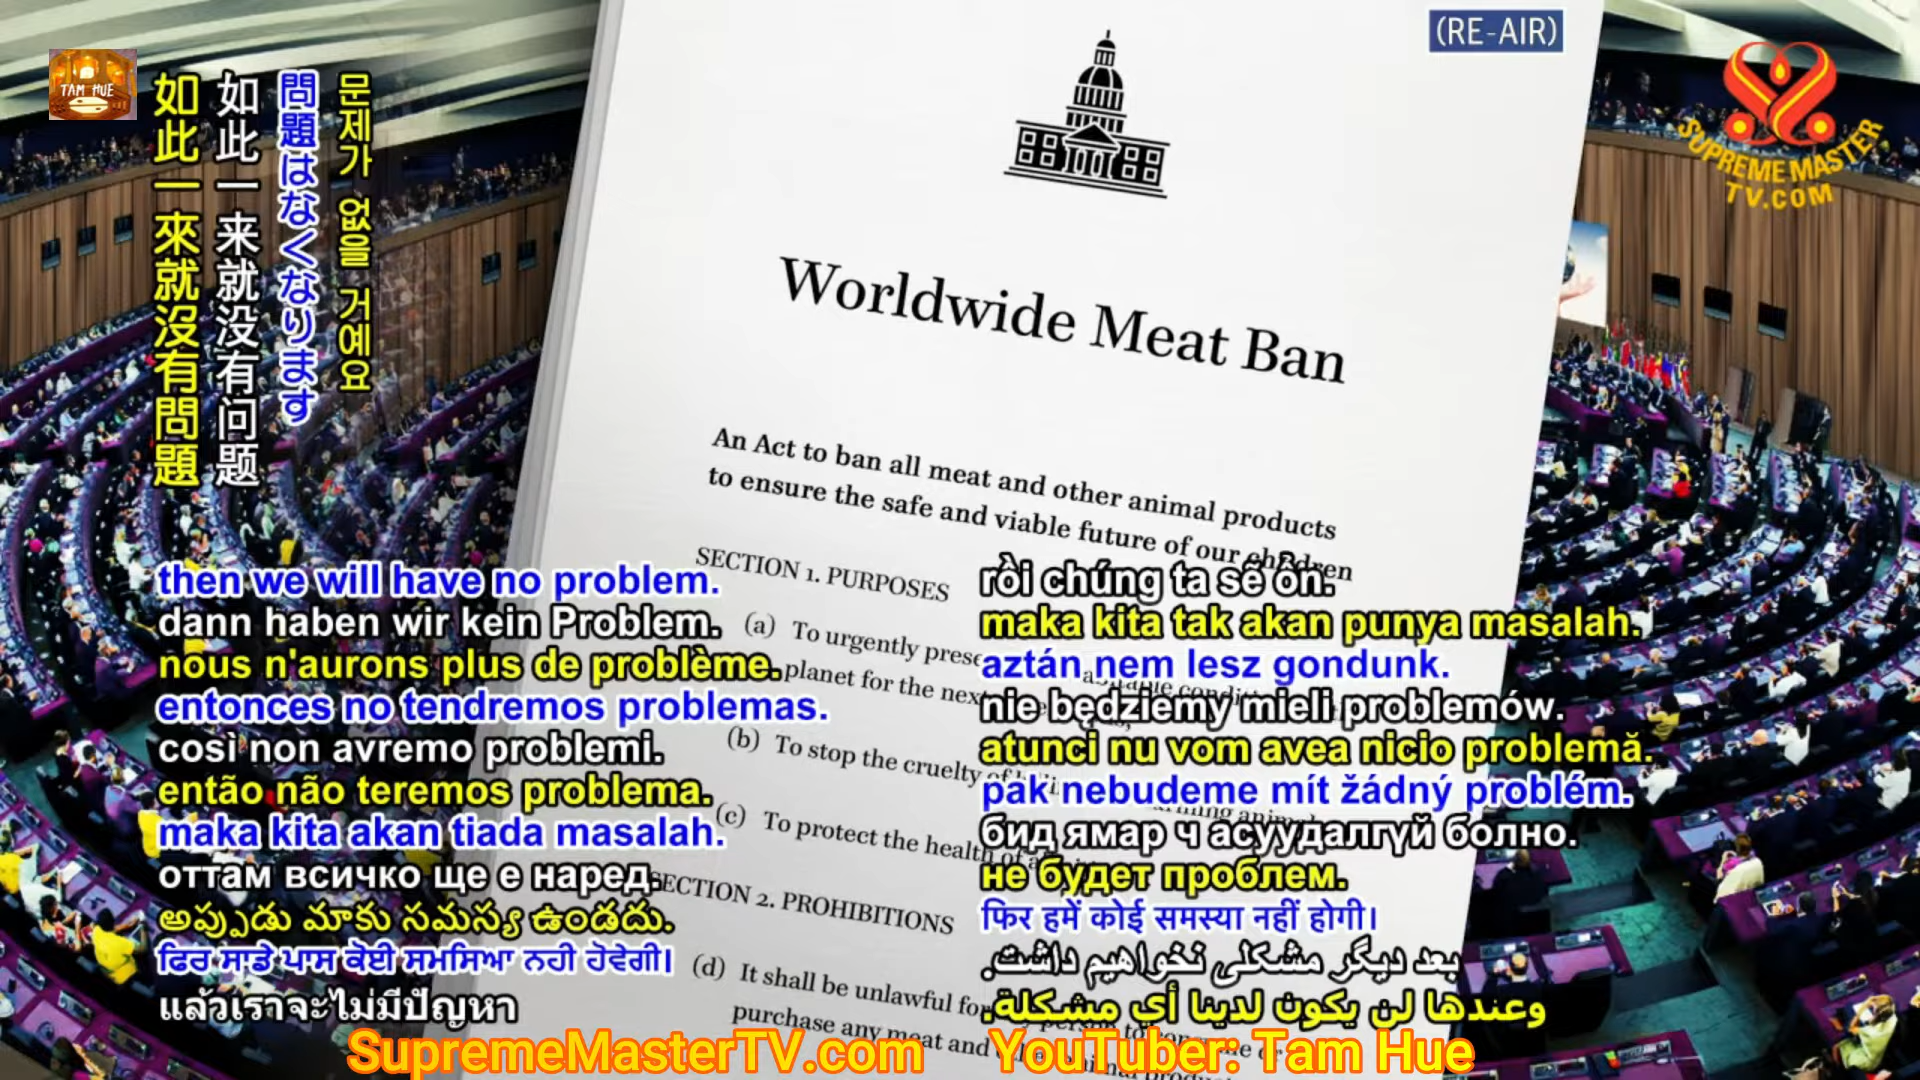 (RE-AIR)
TAM HUE
SUPREME MASTER
TV.COM
如此一來就沒有問題
如此一来就没有问题
問題はなくなります
문제가 없을 거예요
Worldwide Meat Ban
An Act to ban all meat and other animal products
to ensure the safe and viable future of our children
SECTION 1. PURPOSES
(a) To urgently
planet for the
(b) To stop the cruelty
(c) To protect the health of
SECTION 2. PROHIBITIONS
(d) It shall be unlawful for
purchase any meat and
then we will have no problem.
dann haben wir kein Problem.
nous n'aurons plus de problème.
entonces no tendremos problemas.
così non avremo problemi.
então não teremos problema.
maka kita akan tiada masalah.
оттам всичко ще е наред.
అప్పుడు మాకు సమస్య ఉండదు.
ਫਿਰ ਸਾਡੇ ਪਾਸ ਕੋਈ ਸਮਸਿਆ ਨਹੀ ਹੋਵੇਗੀ।
แล้วเราจะไม่มีปัญหา
rồi chúng ta sẽ ổn.
maka kita tak akan punya masalah.
aztán nem lesz gondunk.
nie będziemy mieli problemów.
atunci nu vom avea nicio problemă.
pak nebudeme mít žádný problém.
бид ямар ч асуудалгүй болно.
не будет проблем.
फिर हमें कोई समस्या नहीं होगी।
بعد دیگر مشکلی نخواهیم داشت.
وعندها لن يكون لدينا أي مشكلة.
SupremeMasterTV.com YouTuber: Tam Hue